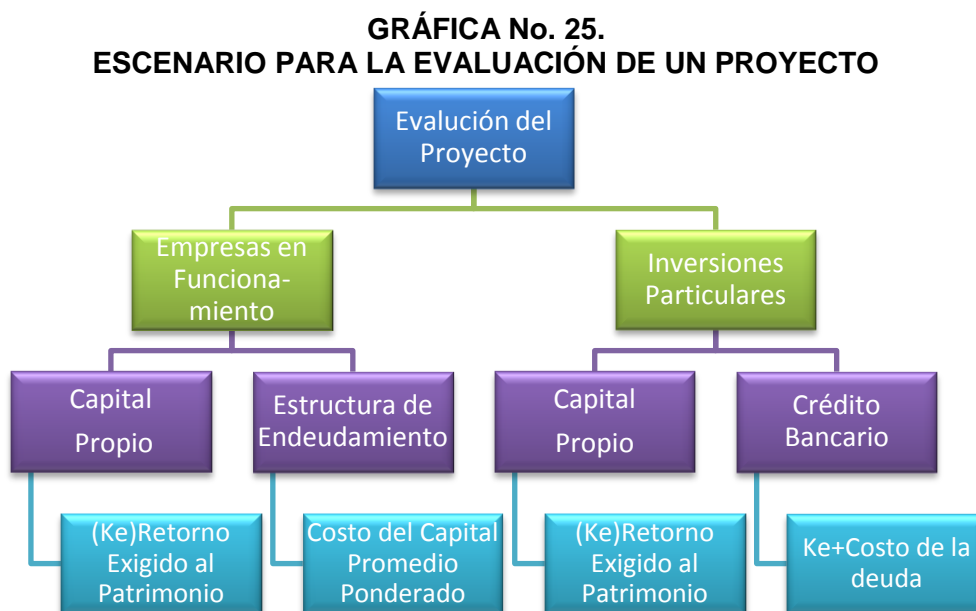 GRÁFICA No. 25.
ESCENARIO PARA LA EVALUACIÓN DE UN PROYECTO
Evalución del
Proyecto
Empresas en
Funciona-
miento
Inversiones
Particulares
Capital
Propio
Estructura de
Endeudamiento
Capital
Propio
Crédito
Bancario
(Ke)Retorno
Exigido al
Patrimonio
Costo del Capital
Promedio
Ponderado
(Ke)Retorno
Exigido al
Patrimonio
Ke+Costo de la
deuda